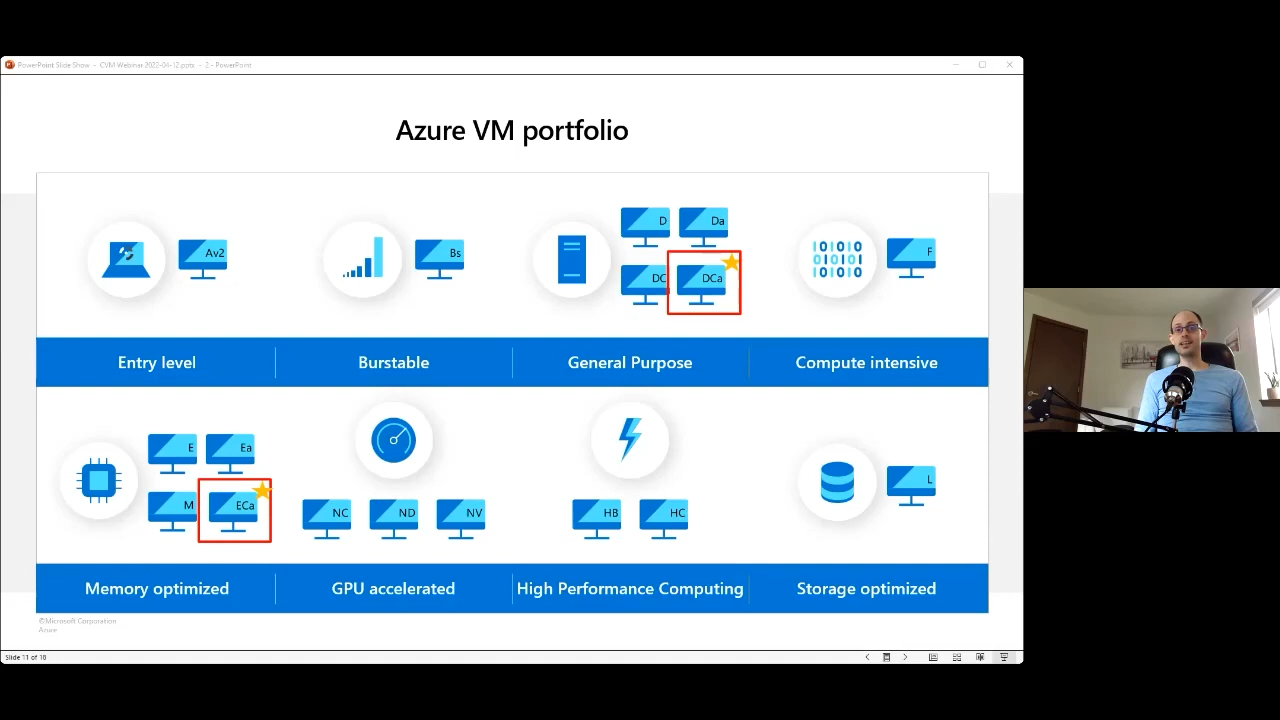 PowerPoint Slide Show - CVM Webinar 2022-04-12.pptx - 2 - PowerPoint
Azure VM portfolio
Av2
Bs
D
Da
DC
DCa
F
Entry level
Burstable
General Purpose
Compute intensive
E
Ea
M
ECa
NC
ND
NV
HB
HC
L
Memory optimized
GPU accelerated
High Performance Computing
Storage optimized
©Microsoft Corporation
Azure
Slide 11 of 18